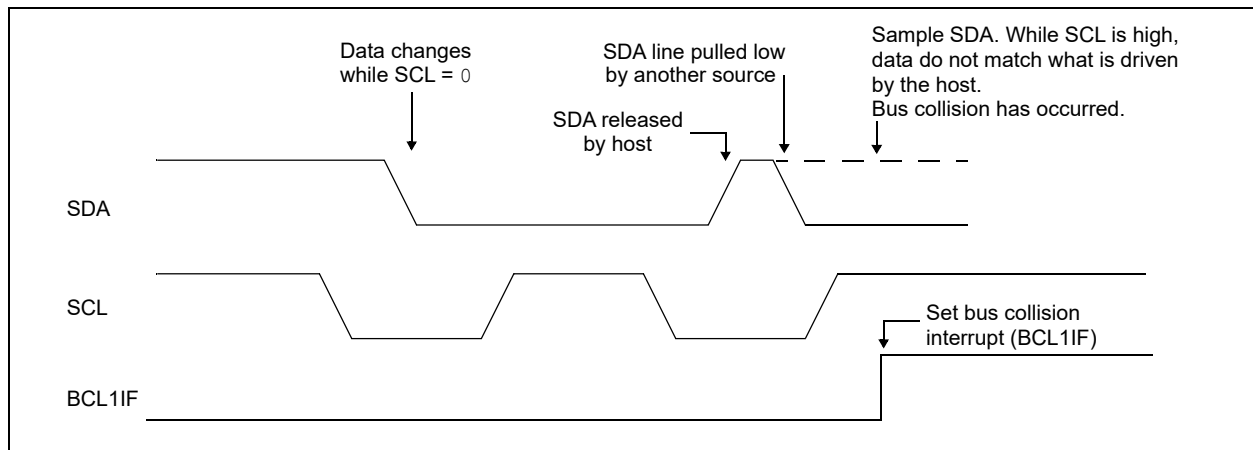 Data changes
while SCL = 0
SDA line pulled low
by another source
Sample SDA. While SCL is high,
data do not match what is driven
by the host.
Bus collision has occurred.
SDA released
by host
SDA
SCL
Set bus collision
interrupt (BCL1IF)
BCL1IF